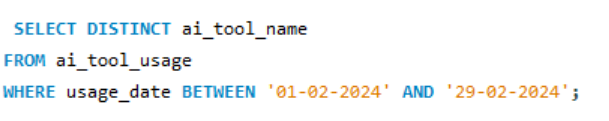 SELECT DISTINCT ai_tool_name
FROM ai_tool_usage
WHERE usage_date BETWEEN '01-02-2024' AND '29-02-2024';